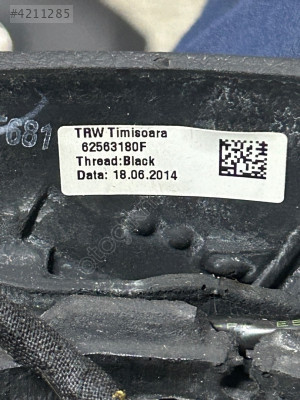 #4211285
681
TRW Timisoara
62563180F
Thread:Black
Data: 18.06.2014